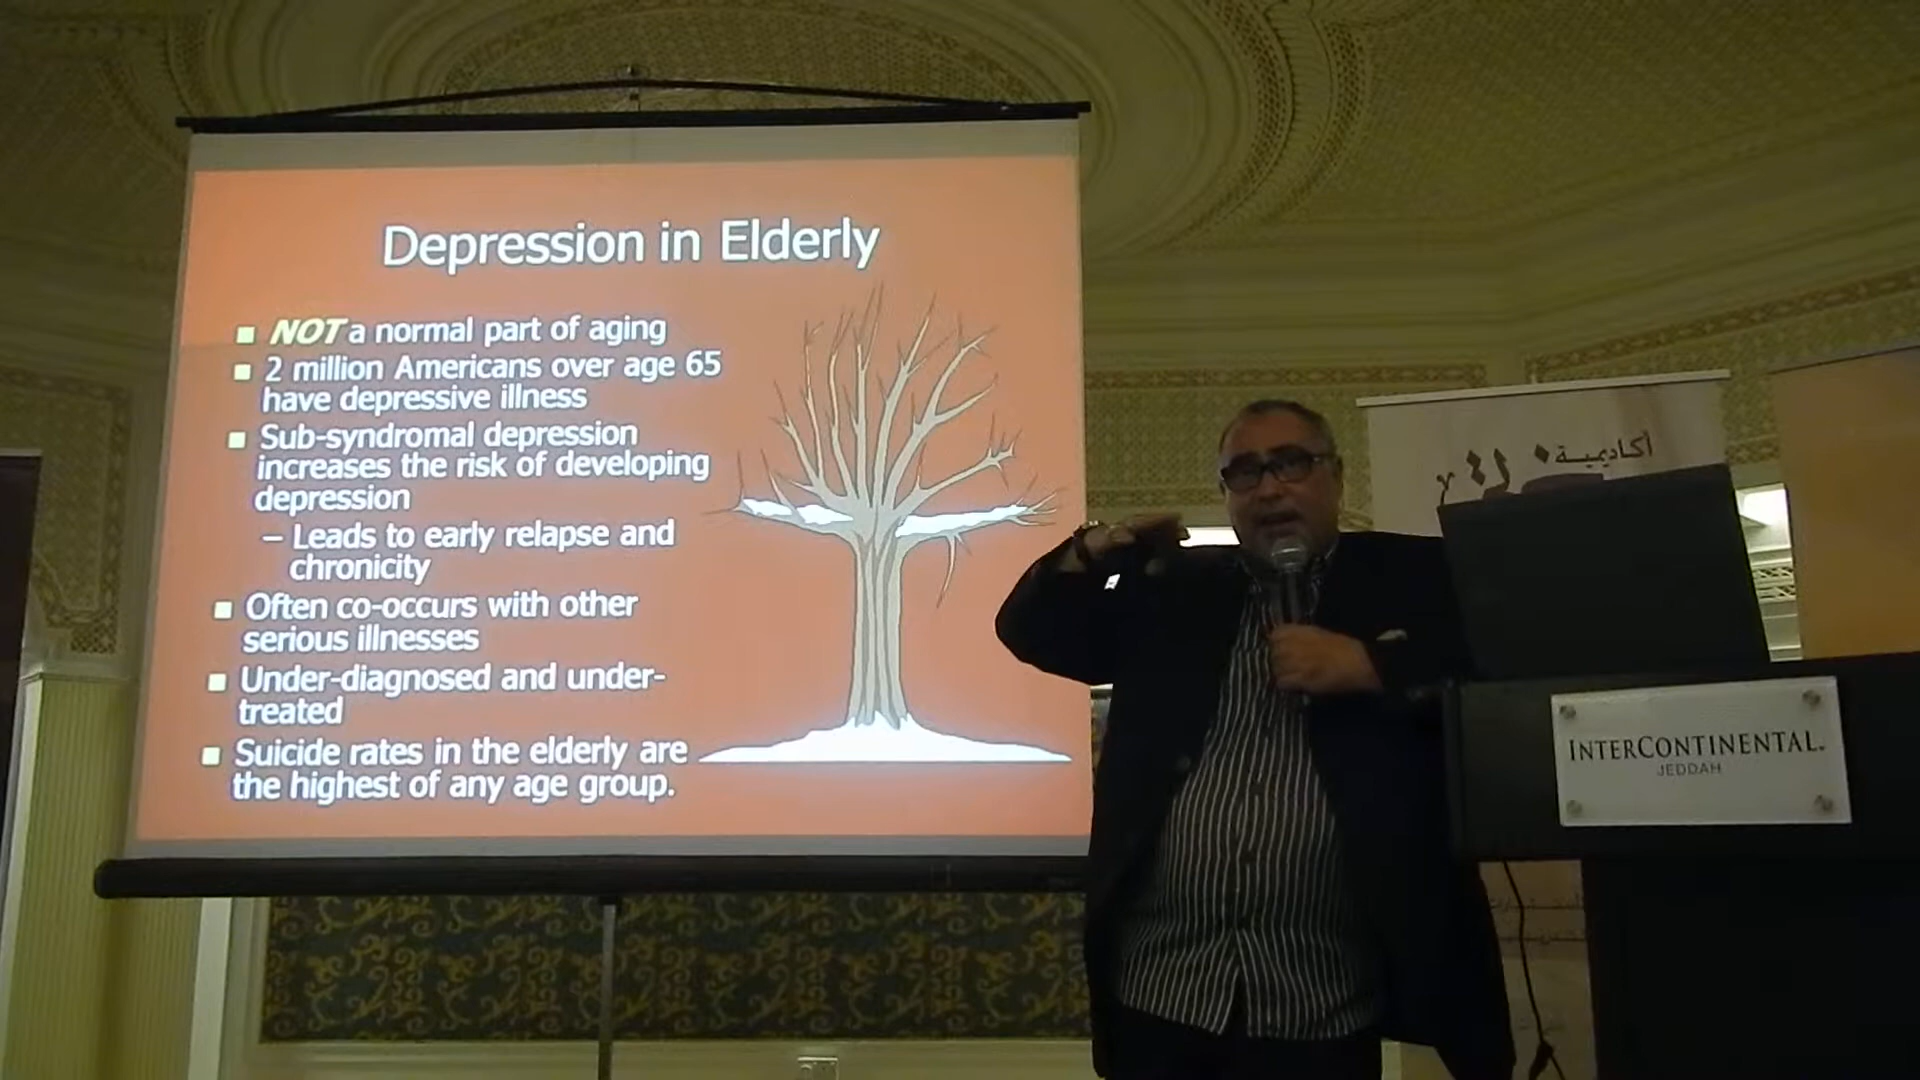 Depression in Elderly
NOT a normal part of aging
2 million Americans over age 65
have depressive illness
Sub-syndromal depression
increases the risk of developing
depression
– Leads to early relapse and
chronicity
Often co-occurs with other
serious illnesses
Under-diagnosed and under-
treated
Suicide rates in the elderly are
the highest of any age group.
أكاديمية
INTERCONTINENTAL.
JEDDAH